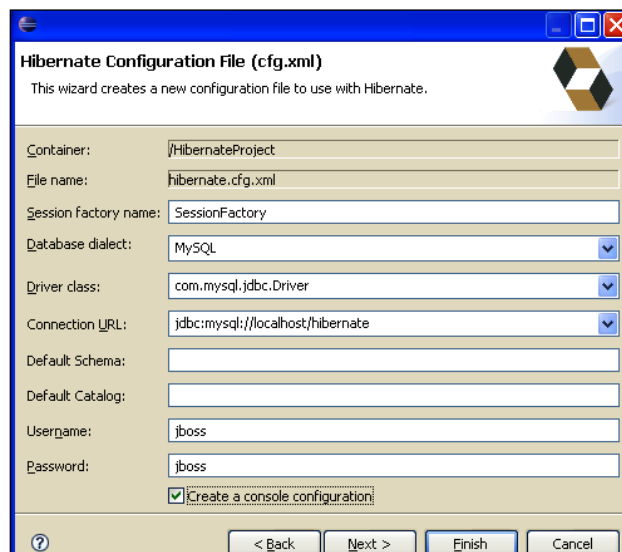 Hibernate Configuration File (cfg.xml)
This wizard creates a new configuration file to use with Hibernate.
Container: /HibernateProject
File name: hibernate.cfg.xml
Session factory name: SessionFactory
Database dialect: MySQL
Driver class: com.mysql.jdbc.Driver
Connection URL: jdbc:mysql://localhost/hibernate
Default Schema:
Default Catalog:
Username: jboss
Password: jboss
Create a console configuration
? < Back Next > Finish Cancel